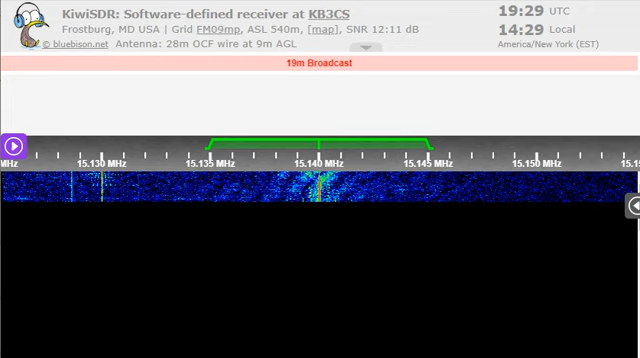 KiwiSDR: Software-defined receiver at KB3CS
Frostburg, MD USA | Grid FM09mp, ASL 540m, [map], SNR 12:11 dB
© bluebison.net Antenna: 28m OCF wire at 9m AGL
19:29 UTC
14:29 Local
America/New York (EST)
19m Broadcast
MHz 15.130 MHz 15.135 MHz 15.140 MHz 15.145 MHz 15.150 MHz 15.15